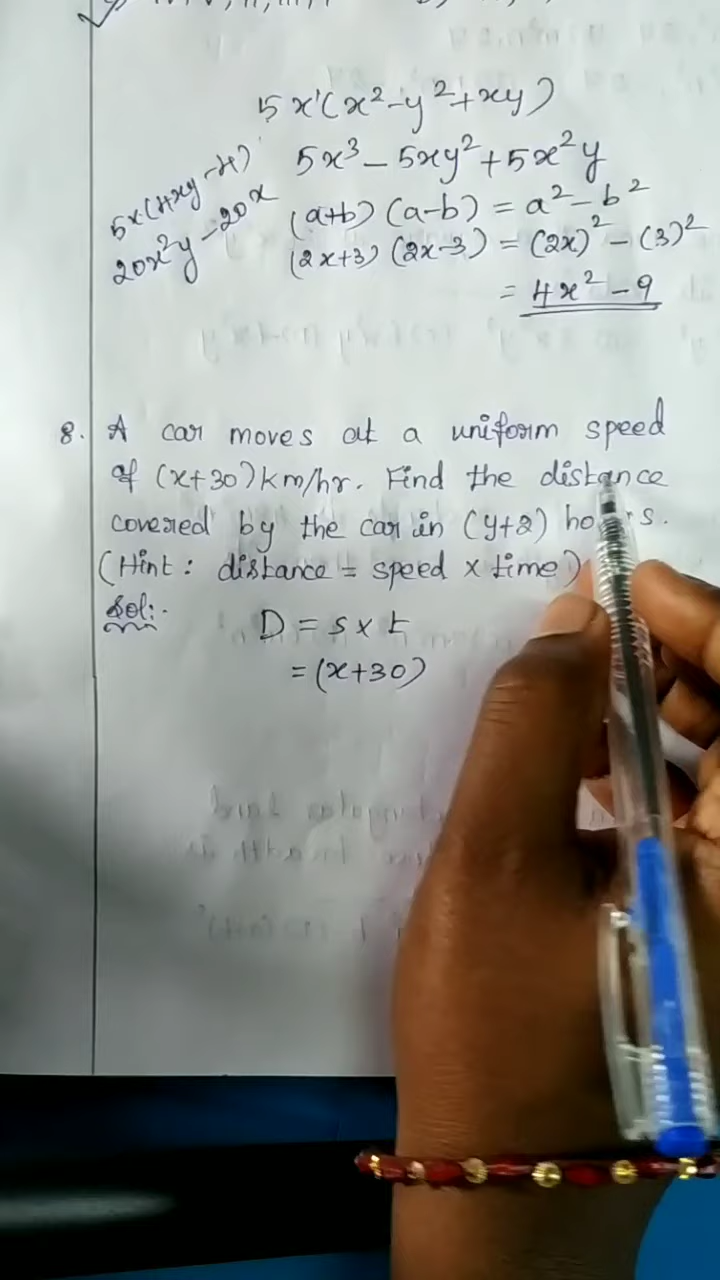 5x(x²-y²+xy)
5x³ - 5xy² + 5x²y
5x(4xy-4)
20x²y - 20x
(a+b) (a-b) = a² - b²
(2x+3) (2x-3) = (2x)² - (3)²
= 4x² - 9
8. A car moves at a uniform speed
of (x+30) km/hr. Find the distance
covered by the car in (y+2) hours.
(Hint : distance = speed × time)
Sol:-
D = s × t
= (x+30)